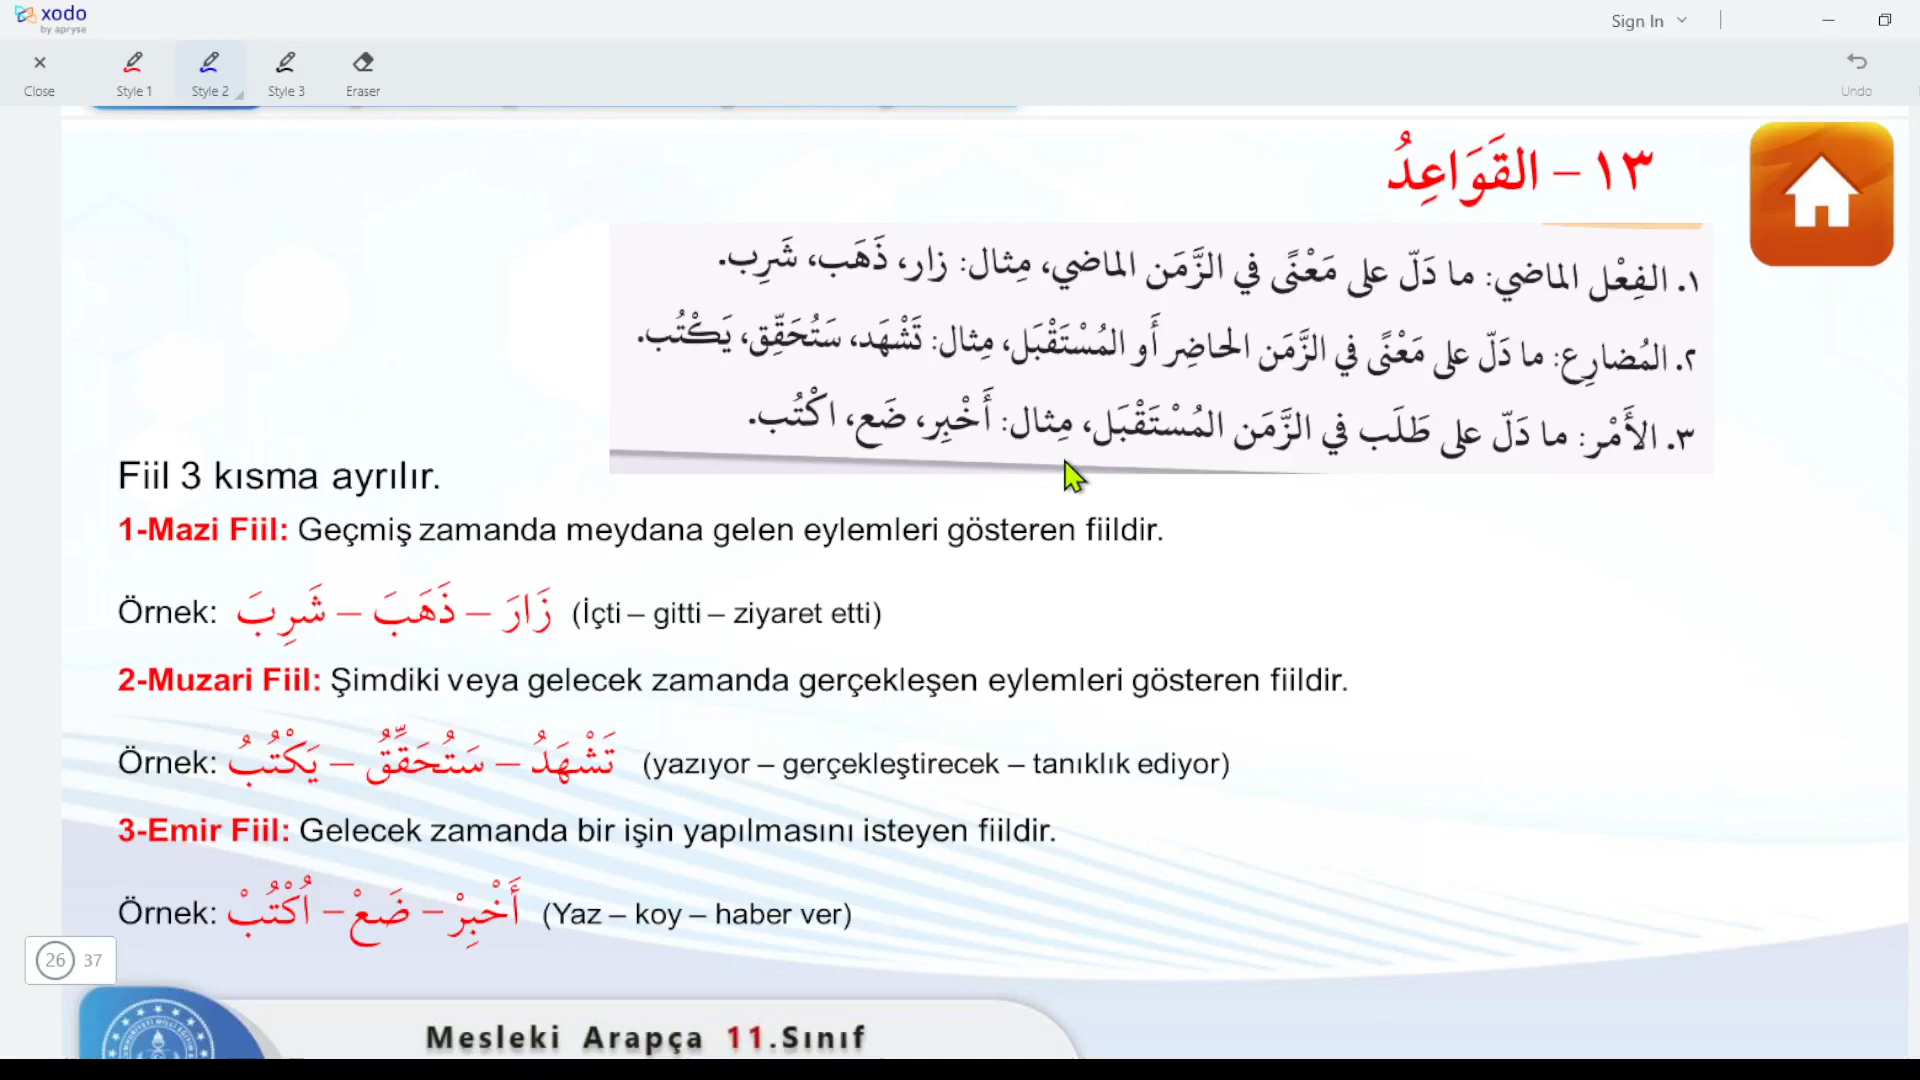 xodo
by apryse
Sign In
Close
Style 1
Style 2
Style 3
Eraser
Undo
١٣ – القَوَاعِدُ
١. الفِعْل الماضي: ما دَلّ على مَعْنًى في الزَّمَن الماضي، مِثال: زار، ذَهَب، شَرِب.
٢. المُضارِع: ما دَلّ على مَعْنًى في الزَّمَن الحاضِر أَو المُسْتَقْبَل، مِثال: تَشْهَد، سَتُحَقِّق، يَكْتُب.
٣. الأَمْر: ما دَلّ على طَلَب في الزَّمَن المُسْتَقْبَل، مِثال: أَخْبِر، ضَع، اكْتُب.
Fiil 3 kısma ayrılır.
1-Mazi Fiil: Geçmiş zamanda meydana gelen eylemleri gösteren fiildir.
Örnek: زَارَ – ذَهَبَ – شَرِبَ (İçti – gitti – ziyaret etti)
2-Muzari Fiil: Şimdiki veya gelecek zamanda gerçekleşen eylemleri gösteren fiildir.
Örnek: تَشْهَدُ – سَتُحَقِّقُ – يَكْتُبُ (yazıyor – gerçekleştirecek – tanıklık ediyor)
3-Emir Fiil: Gelecek zamanda bir işin yapılmasını isteyen fiildir.
Örnek: أَخْبِرْ – ضَعْ – اُكْتُبْ (Yaz – koy – haber ver)
26 37
Mesleki Arapça 11.Sınıf